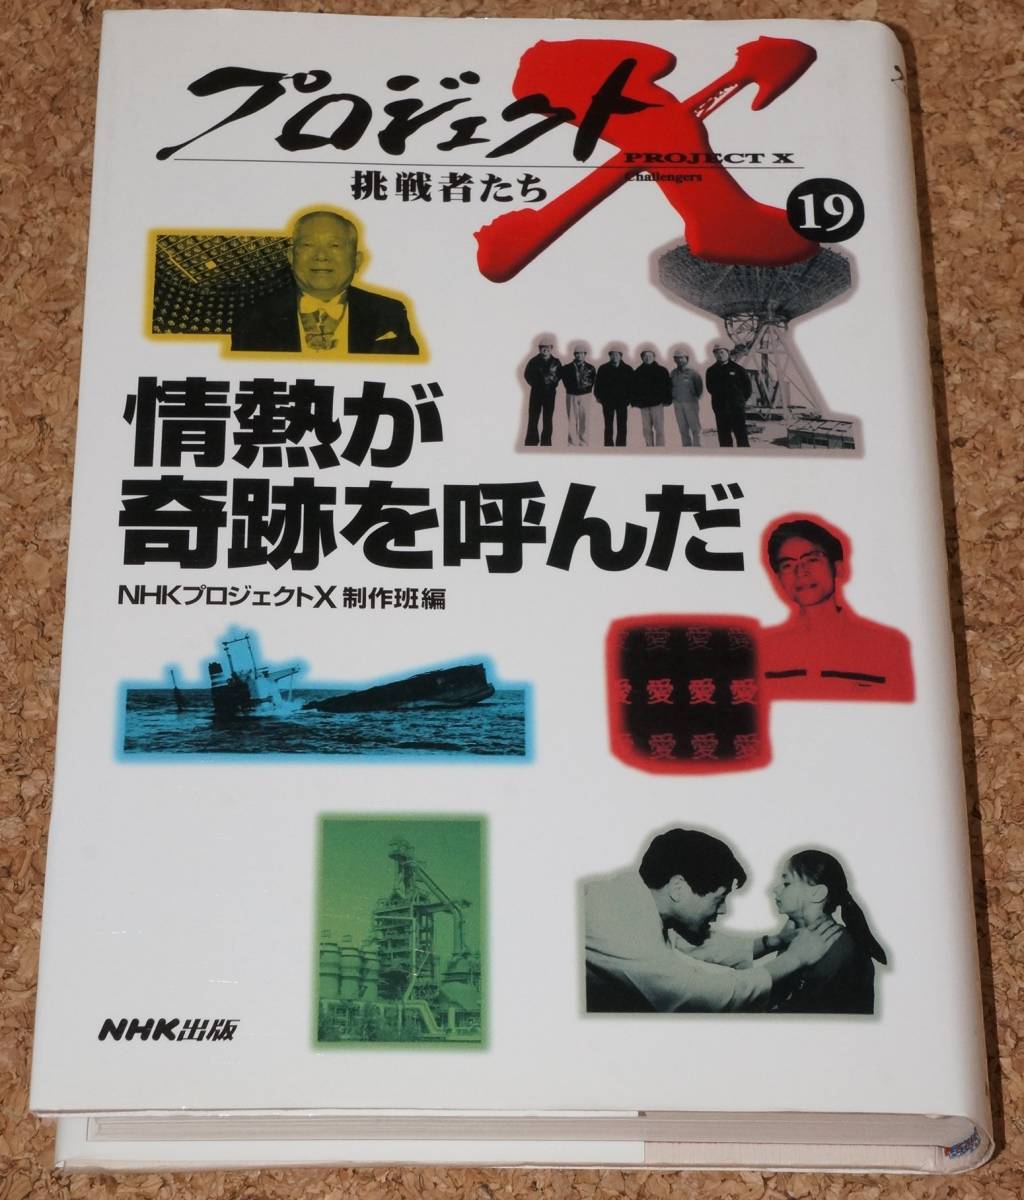 プロジェクトX
PROJECT X
挑戦者たち
Challengers
19
情熱が
奇跡を呼んだ
NHKプロジェクトX 制作班編
愛 愛 愛
愛 愛 愛 愛
愛 愛 愛
NHK出版